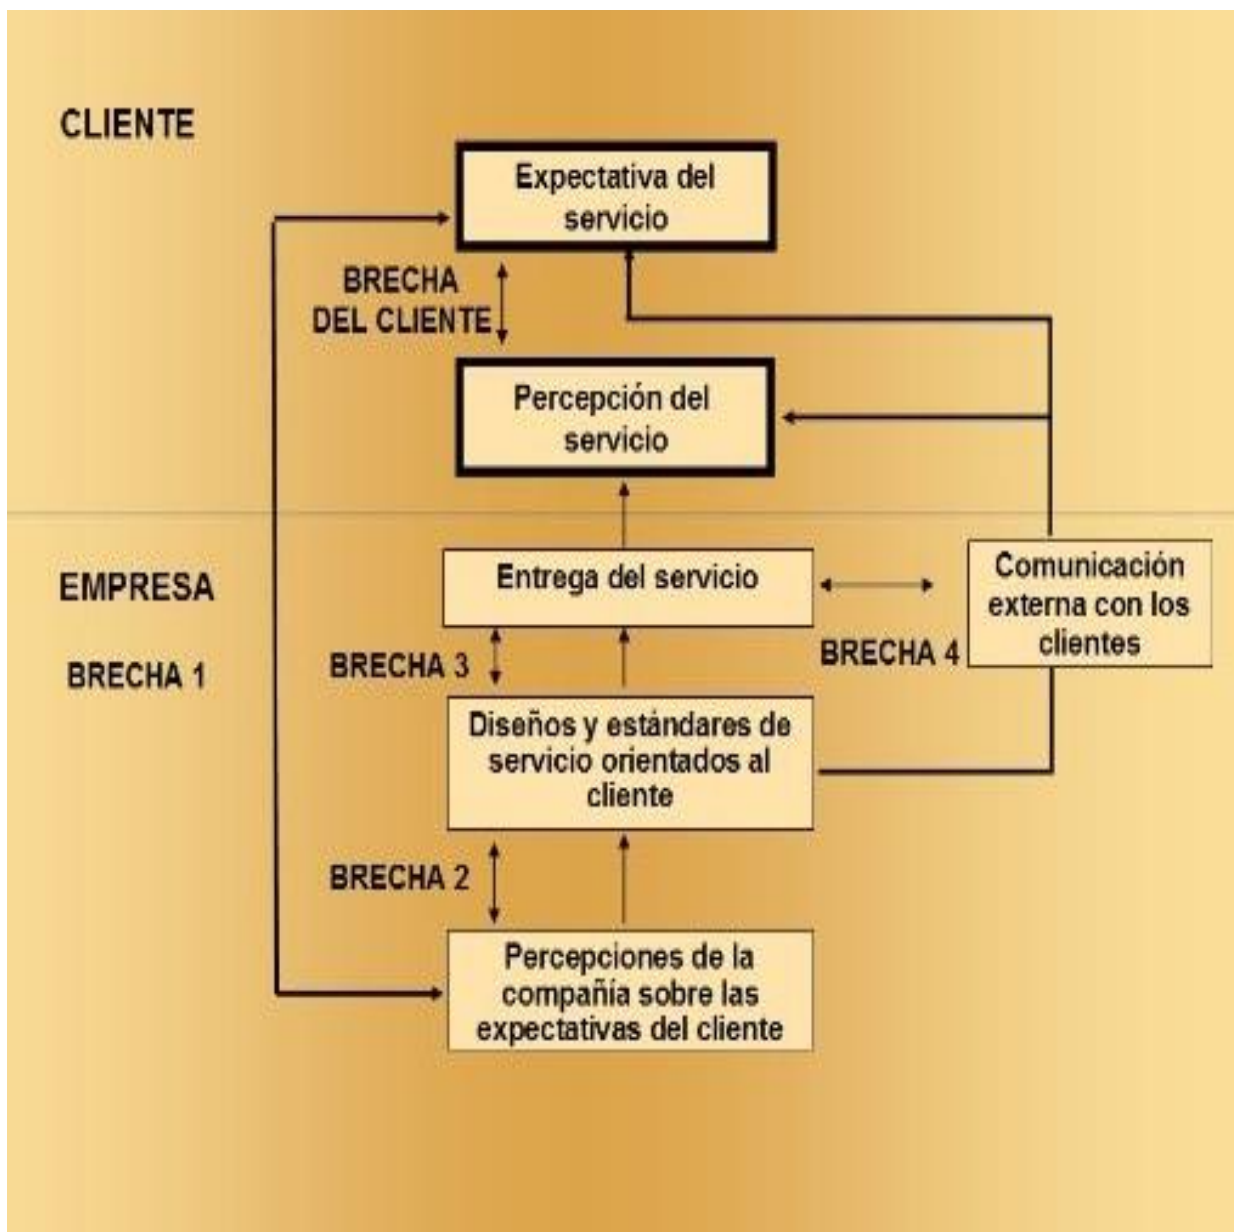 CLIENTE
Expectativa del
servicio
BRECHA
DEL CLIENTE
Percepción del
servicio
EMPRESA
Entrega del servicio
Comunicación
externa con los
clientes
BRECHA 1
BRECHA 3
BRECHA 4
Diseños y estándares de
servicio orientados al
cliente
BRECHA 2
Percepciones de la
compañía sobre las
expectativas del cliente